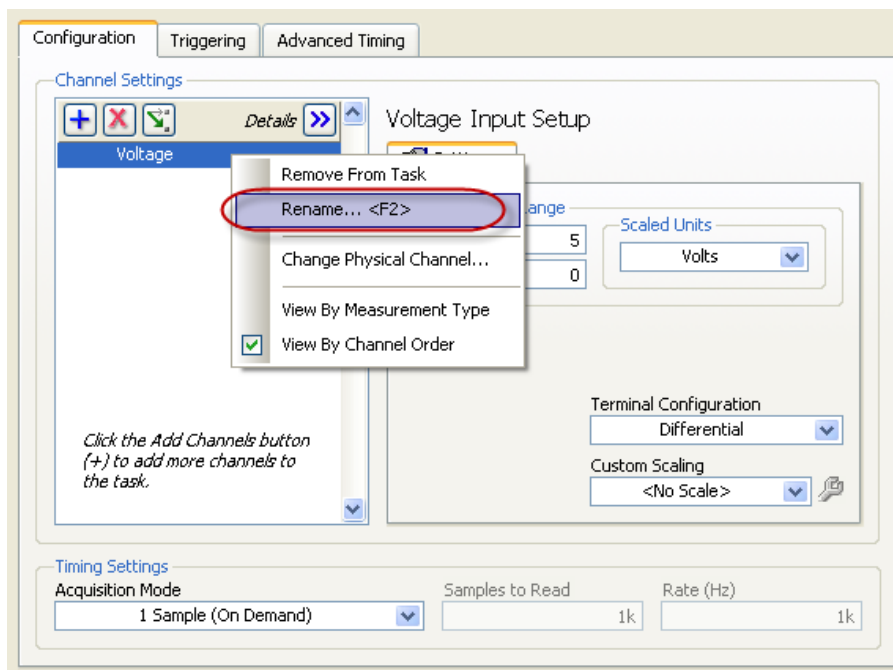 Configuration
Triggering
Advanced Timing
Channel Settings
Details
Voltage Input Setup
Voltage
Remove From Task
Rename... <F2>
Change Physical Channel...
View By Measurement Type
View By Channel Order
5
0
Scaled Units
Volts
Click the Add Channels button
(+) to add more channels to
the task.
Terminal Configuration
Differential
Custom Scaling
<No Scale>
Timing Settings
Acquisition Mode
1 Sample (On Demand)
Samples to Read
1k
Rate (Hz)
1k